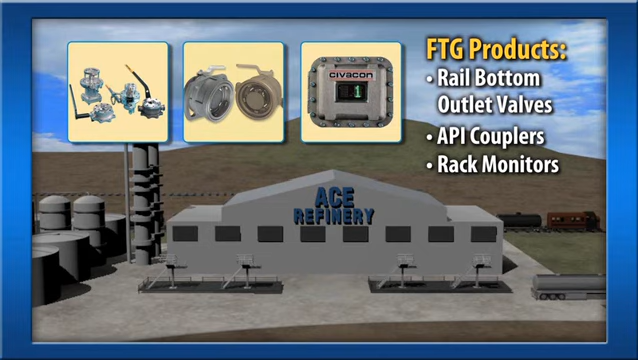 FTG Products:
• Rail Bottom
Outlet Valves
• API Couplers
• Rack Monitors
CIVACON
1
ACE
REFINERY